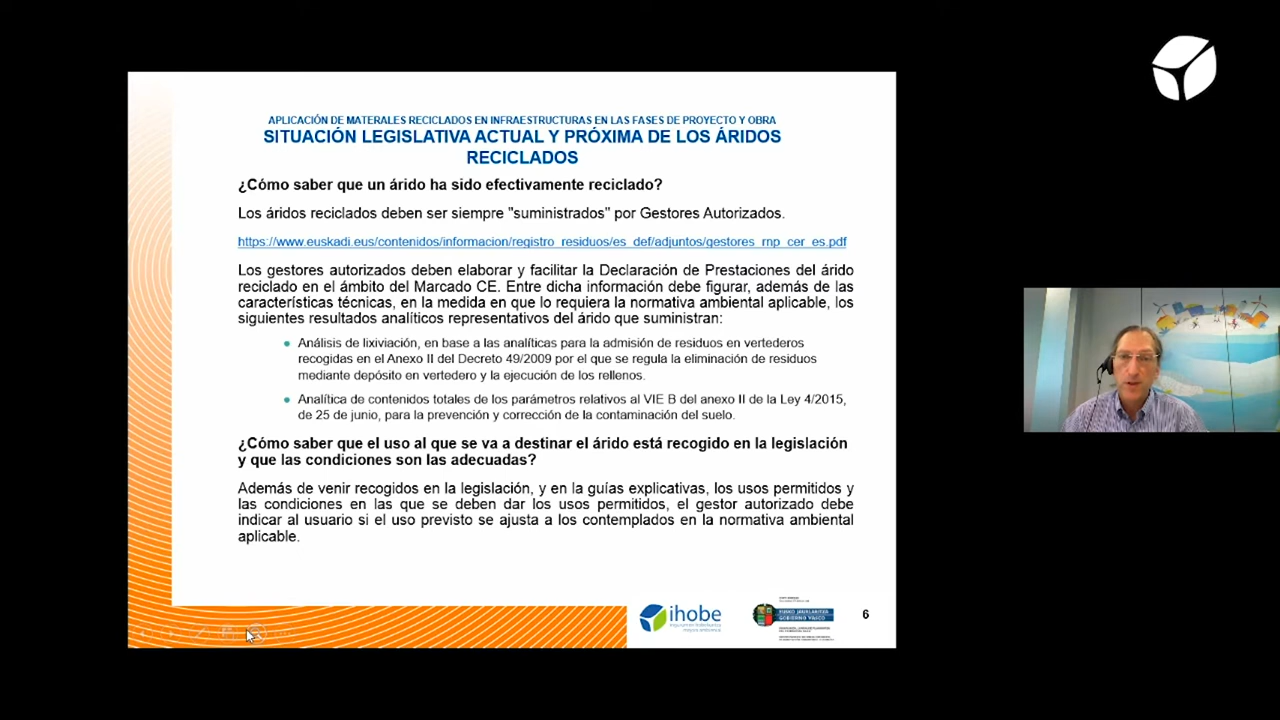 APLICACIÓN DE MATERIALES RECICLADOS EN INFRAESTRUCTURAS EN LAS FASES DE PROYECTO Y OBRA
SITUACIÓN LEGISLATIVA ACTUAL Y PRÓXIMA DE LOS ÁRIDOS
RECICLADOS
¿Cómo saber que un árido ha sido efectivamente reciclado?
Los áridos reciclados deben ser siempre "suministrados" por Gestores Autorizados.
https://www.euskadi.eus/contenidos/informacion/registro_residuos/es_def/adjuntos/gestores_rnp_cer_es.pdf
Los gestores autorizados deben elaborar y facilitar la Declaración de Prestaciones del árido
reciclado en el ámbito del Marcado CE. Entre dicha información debe figurar, además de las
características técnicas, en la medida en que lo requiera la normativa ambiental aplicable, los
siguientes resultados analíticos representativos del árido que suministran:
Análisis de lixiviación, en base a las analíticas para la admisión de residuos en vertederos
recogidas en el Anexo II del Decreto 49/2009 por el que se regula la eliminación de residuos
mediante depósito en vertedero y la ejecución de los rellenos.
Analítica de contenidos totales de los parámetros relativos al VIE B del anexo II de la Ley 4/2015,
de 25 de junio, para la prevención y corrección de la contaminación del suelo.
¿Cómo saber que el uso al que se va a destinar el árido está recogido en la legislación
y que las condiciones son las adecuadas?
Además de venir recogidos en la legislación, y en la guías explicativas, los usos permitidos y
las condiciones en las que se deben dar los usos permitidos, el gestor autorizado debe
indicar al usuario si el uso previsto se ajusta a los contemplados en la normativa ambiental
aplicable.
ihobe
EUSKO JAURLARITZA
GOBIERNO VASCO
6